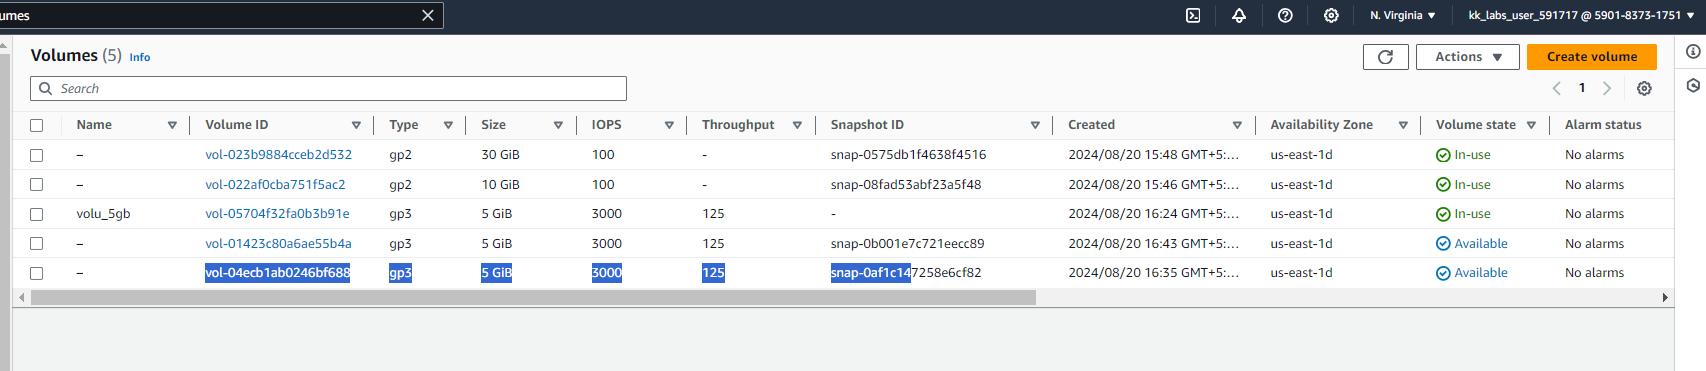 umes
N. Virginia kk_labs_user_591717 @ 5901-8373-1751
Volumes (5) Info Actions Create volume
Search 1
Name Volume ID Type Size IOPS Throughput Snapshot ID Created Availability Zone Volume state Alarm status
– vol-023b9884cceb2d532 gp2 30 GiB 100 - snap-0575db1f4638f4516 2024/08/20 15:48 GMT+5:... us-east-1d In-use No alarms
– vol-022af0cba751f5ac2 gp2 10 GiB 100 - snap-08fad53abf23a5f48 2024/08/20 15:46 GMT+5:... us-east-1d In-use No alarms
volu_5gb vol-05704f32fa0b3b91e gp3 5 GiB 3000 125 - 2024/08/20 16:24 GMT+5:... us-east-1d In-use No alarms
– vol-01423c80a6ae55b4a gp3 5 GiB 3000 125 snap-0b001e7c721eecc89 2024/08/20 16:43 GMT+5:... us-east-1d Available No alarms
– vol-04ecb1ab0246bf688 gp3 5 GiB 3000 125 snap-0af1c147258e6cf82 2024/08/20 16:35 GMT+5:... us-east-1d Available No alarms